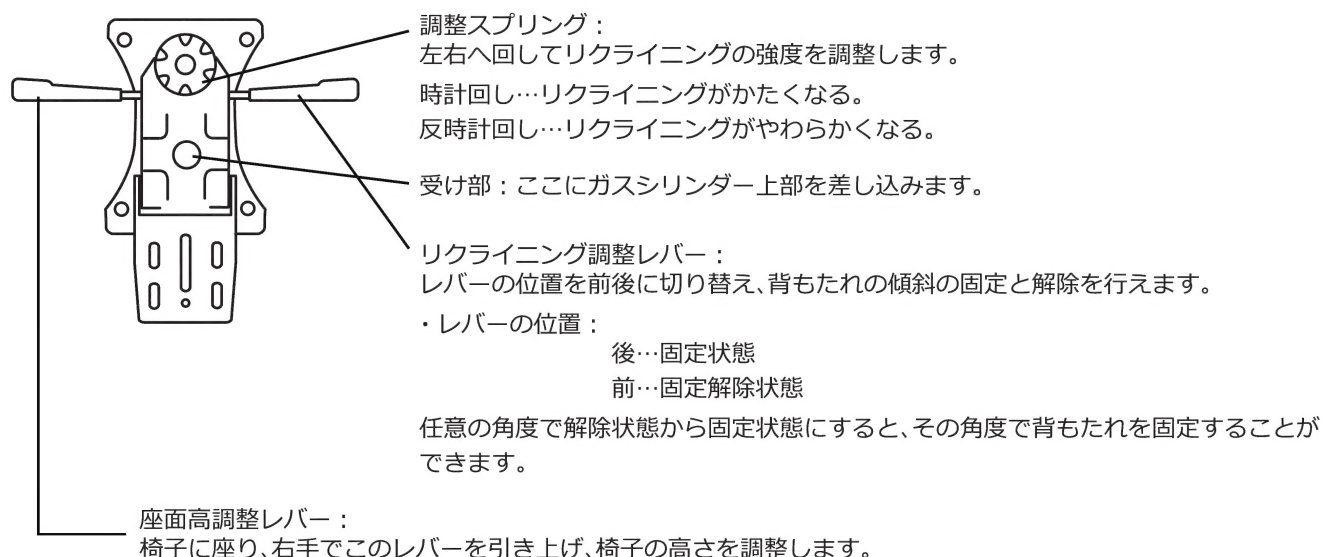 調整スプリング：
左右へ回してリクライニングの強度を調整します。
時計回し…リクライニングがかたくなる。
反時計回し…リクライニングがやわらかくなる。
受け部：ここにガスシリンダー上部を差し込みます。
リクライニング調整レバー：
レバーの位置を前後に切り替え、背もたれの傾斜の固定と解除を行えます。
・レバーの位置：
後…固定状態
前…固定解除状態
任意の角度で解除状態から固定状態にすると、その角度で背もたれを固定することが
できます。
座面高調整レバー：
椅子に座り、右手でこのレバーを引き上げ、椅子の高さを調整します。